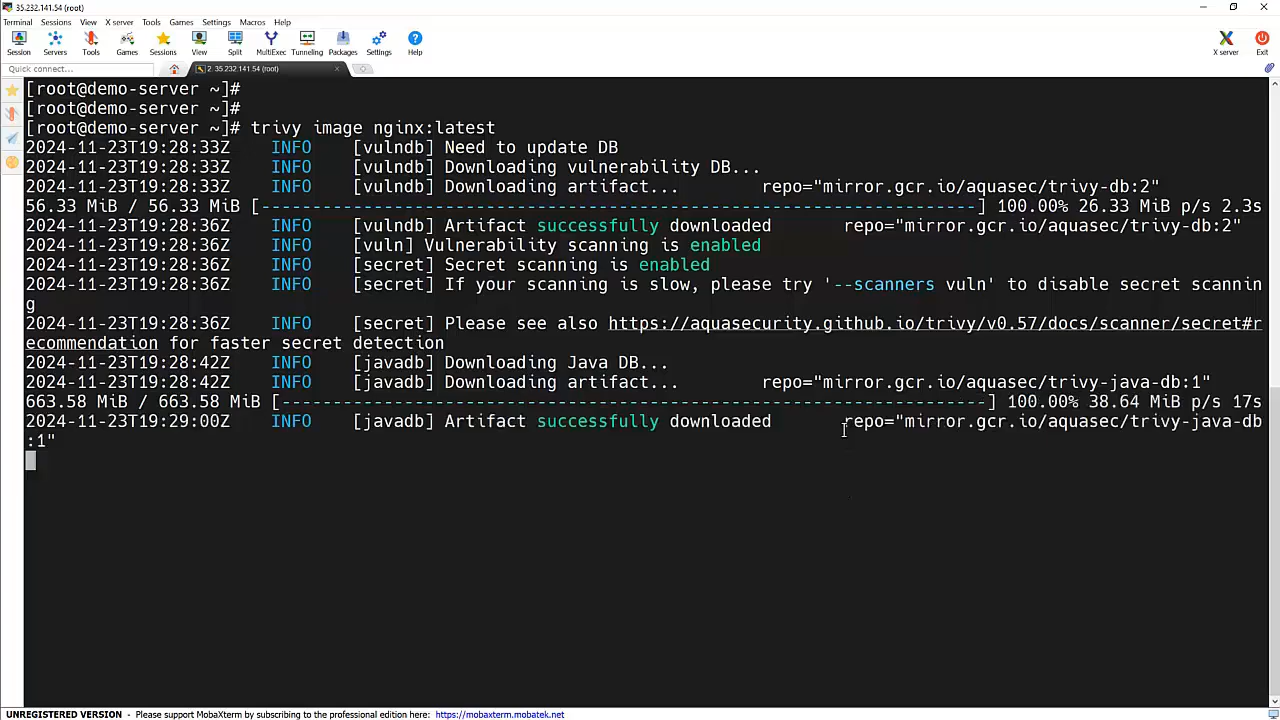 35.232.141.54 (root)
Terminal Sessions View X server Tools Games Settings Macros Help
Session Servers Tools Games Sessions View Split MultiExec Tunneling Packages Settings Help X server Exit
Quick connect... 2. 35.232.141.54 (root)
[root@demo-server ~]#
[root@demo-server ~]#
[root@demo-server ~]# trivy image nginx:latest
2024-11-23T19:28:33Z INFO [vulndb] Need to update DB
2024-11-23T19:28:33Z INFO [vulndb] Downloading vulnerability DB...
2024-11-23T19:28:33Z INFO [vulndb] Downloading artifact... repo="mirror.gcr.io/aquasec/trivy-db:2"
56.33 MiB / 56.33 MiB [----------------------------------------------------------------------] 100.00% 26.33 MiB p/s 2.3s
2024-11-23T19:28:36Z INFO [vulndb] Artifact successfully downloaded repo="mirror.gcr.io/aquasec/trivy-db:2"
2024-11-23T19:28:36Z INFO [vuln] Vulnerability scanning is enabled
2024-11-23T19:28:36Z INFO [secret] Secret scanning is enabled
2024-11-23T19:28:36Z INFO [secret] If your scanning is slow, please try '--scanners vuln' to disable secret scannin
g
2024-11-23T19:28:36Z INFO [secret] Please see also https://aquasecurity.github.io/trivy/v0.57/docs/scanner/secret#r
ecommendation for faster secret detection
2024-11-23T19:28:42Z INFO [javadb] Downloading Java DB...
2024-11-23T19:28:42Z INFO [javadb] Downloading artifact... repo="mirror.gcr.io/aquasec/trivy-java-db:1"
663.58 MiB / 663.58 MiB [---------------------------------------------------------------------] 100.00% 38.64 MiB p/s 17s
2024-11-23T19:29:00Z INFO [javadb] Artifact successfully downloaded repo="mirror.gcr.io/aquasec/trivy-java-db
:1"
UNREGISTERED VERSION - Please support MobaXterm by subscribing to the professional edition here: https://mobaxterm.mobatek.net